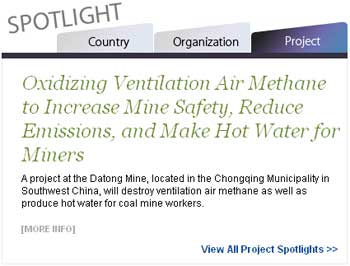 SPOTLIGHT
Country Organization Project
Oxidizing Ventilation Air Methane
to Increase Mine Safety, Reduce
Emissions, and Make Hot Water for
Miners
A project at the Datong Mine, located in the Chongqing Municipality in
Southwest China, will destroy ventilation air methane as well as
produce hot water for coal mine workers.
[MORE INFO]
View All Project Spotlights >>